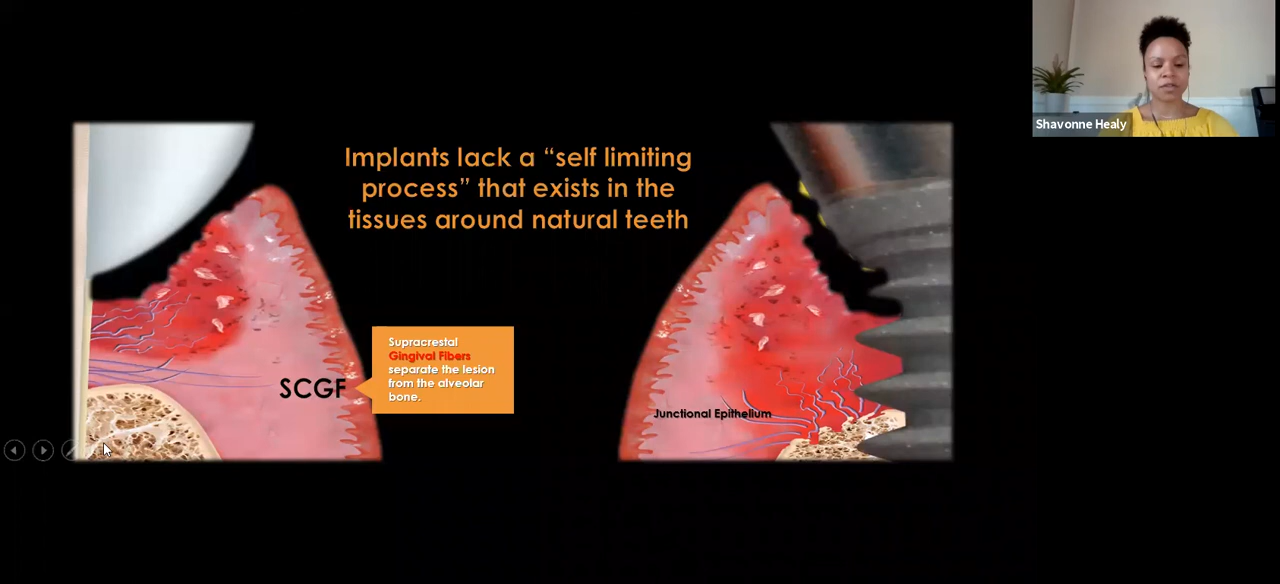 Shavonne Healy
Implants lack a “self limiting
process” that exists in the
tissues around natural teeth
Supracrestal
Gingival Fibers
separate the lesion
from the alveolar
bone.
SCGF
Junctional Epithelium